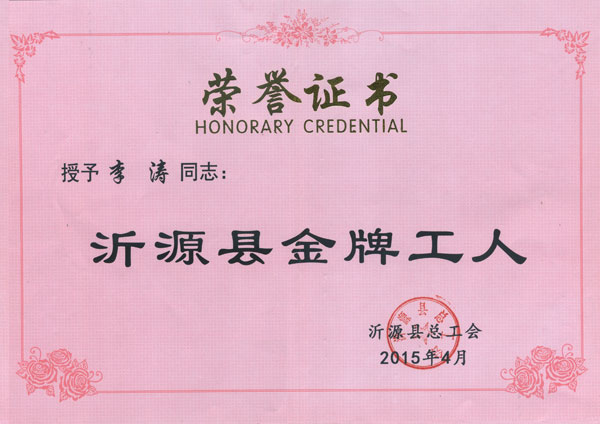 荣誉证书
HONORARY CREDENTIAL
授予 李 涛 同志：
沂源县金牌工人
沂源县总工会
2015年4月